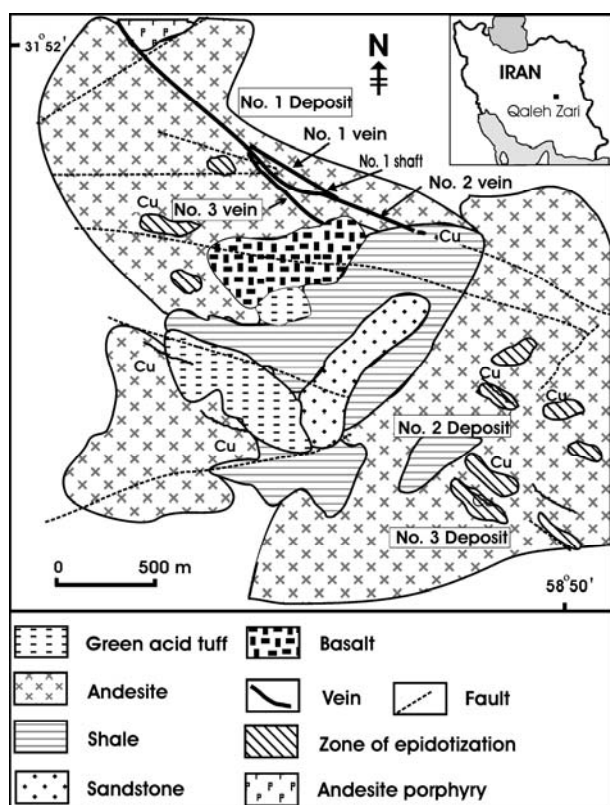 31°52'
N
IRAN
Qaleh Zari
No. 1 Deposit
No. 1 vein
No. 1 shaft
No. 2 vein
No. 3 vein
Cu
Cu
Cu
Cu
Cu
Cu
No. 2 Deposit
Cu
Cu
Cu
No. 3 Deposit
0 500 m
58°50'
P P P
Green acid tuff
Basalt
Andesite
Vein
Fault
Shale
Zone of epidotization
Sandstone
P P P P P
Andesite porphyry